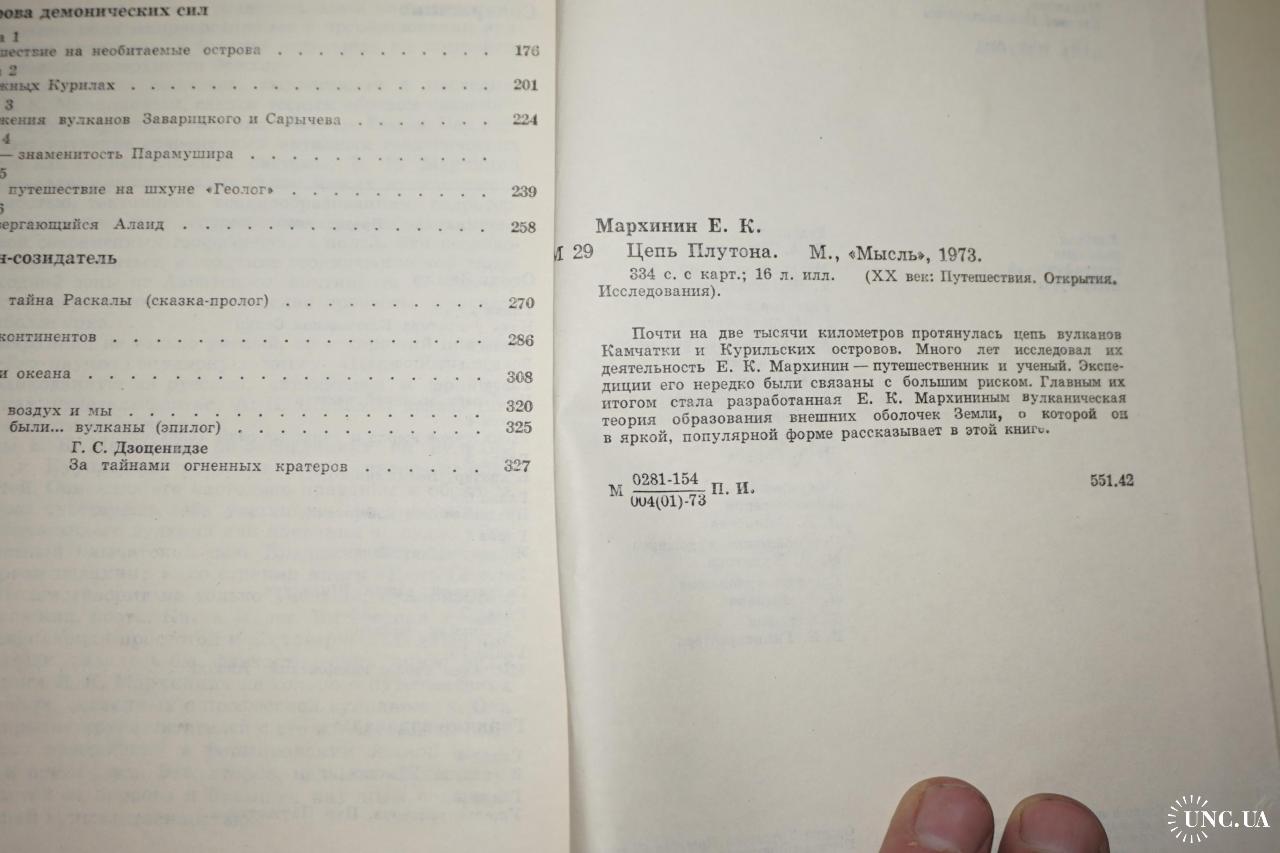 рова демонических сил
а 1
шествие на необитаемые острова . . . . . . . . . . . 176
а 2
жных Курилах . . . . . . . . . . . . . . . . . . 201
3
жения вулканов Заварицкого и Сарычева . . . . . . . 224
4
— знаменитость Парамушира . . . . . . . . . . . .
5
путешествие на шхуне «Геолог» . . . . . . . . . . 239
6
вергающийся Алаид . . . . . . . . . . . . . . . 258
н-созидатель
тайна Раскалы (сказка-пролог) . . . . . . . . . . 270
континентов . . . . . . . . . . . . . . . . . . . 286
и океана . . . . . . . . . . . . . . . . . . . . 308
воздух и мы . . . . . . . . . . . . . . . . . . 320
были... вулканы (эпилог) . . . . . . . . . . . . . 325
Г. С. Дзоценидзе
За тайнами огненных кратеров . . . . . . 327
Мархинин Е. К.
М 29 Цепь Плутона. М., «Мысль», 1973.
334 с. с карт.; 16 л. илл. (XX век: Путешествия. Открытия.
Исследования).
Почти на две тысячи километров протянулась цепь вулканов
Камчатки и Курильских островов. Много лет исследовал их
деятельность Е. К. Мархинин — путешественник и ученый. Экспе-
диции его нередко были связаны с большим риском. Главным их
итогом стала разработанная Е. К. Мархининым вулканическая
теория образования внешних оболочек Земли, о которой он
в яркой, популярной форме рассказывает в этой книге.
М 0281-154 П. И. 551.42
004(01)-73
UNC.UA